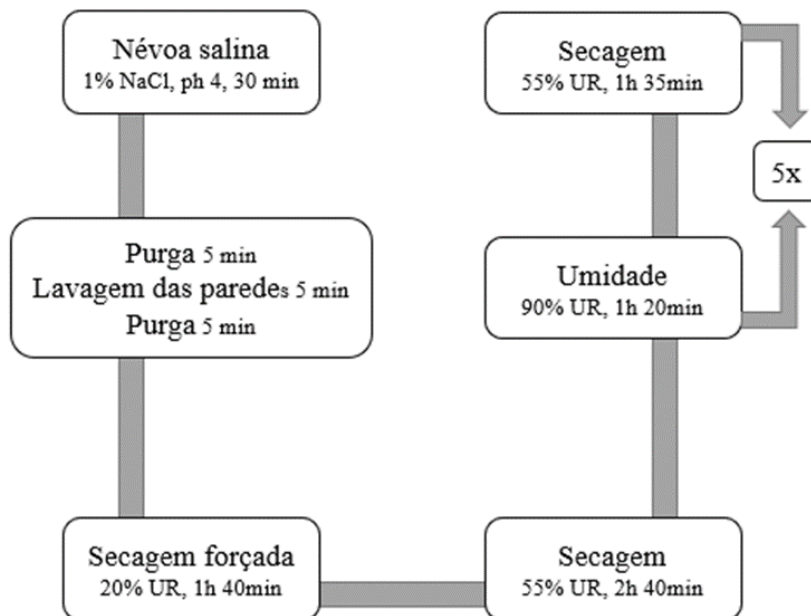 Névoa salina
1% NaCl, ph 4, 30 min
Purga 5 min
Lavagem das paredes 5 min
Purga 5 min
Secagem forçada
20% UR, 1h 40min
Secagem
55% UR, 2h 40min
Umidade
90% UR, 1h 20min
Secagem
55% UR, 1h 35min
5x